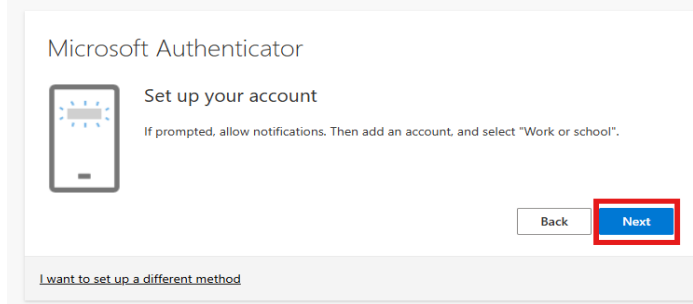 Microsoft Authenticator
Set up your account
If prompted, allow notifications. Then add an account, and select "Work or school".
Back
Next
I want to set up a different method